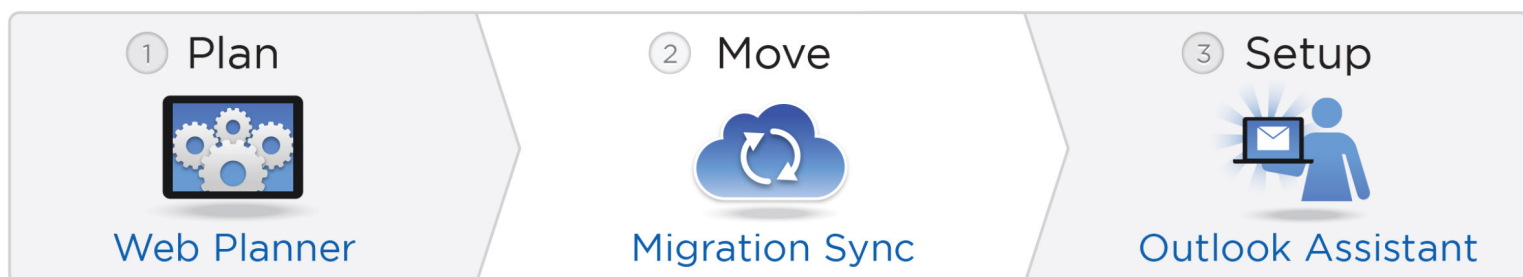 1 Plan
Web Planner
2 Move
Migration Sync
3 Setup
Outlook Assistant